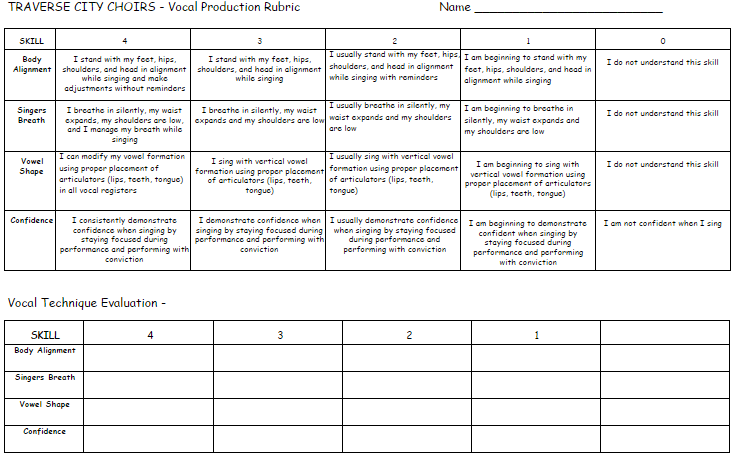 TRAVERSE CITY CHOIRS - Vocal Production Rubric Name ___________________________
SKILL 4 3 2 1 0
Body Alignment
I stand with my feet, hips,
shoulders, and head in alignment
while singing and make
adjustments without reminders
I stand with my feet, hips,
shoulders, and head in alignment
while singing
I usually stand with my feet, hips,
shoulders, and head in alignment
while singing with reminders
I am beginning to stand with my
feet, hips, shoulders, and head in
alignment while singing
I do not understand this skill
Singers
Breath
I breathe in silently, my waist
expands, my shoulders are low,
and I manage my breath while
singing
I breathe in silently, my waist
expands and my shoulders are low
I usually breathe in silently, my
waist expands and my shoulders
are low
I am beginning to breathe in
silently, my waist expands and
my shoulders are low
I do not understand this skill
Vowel
Shape
I can modify my vowel formation
using proper placement of
articulators (lips, teeth, tongue)
in all vocal registers
I sing with vertical vowel
formation using proper placement
of articulators (lips, teeth,
tongue)
I usually sing with vertical vowel
formation using proper placement
of articulators (lips, teeth,
tongue)
I am beginning to sing with
vertical vowel formation using
proper placement of articulators
(lips, teeth, tongue)
I do not understand this skill
Confidence
I consistently demonstrate
confidence when singing by
staying focused during
performance and performing with
conviction
I demonstrate confidence when
singing by staying focused during
performance and performing with
conviction
I usually demonstrate confidence
when singing by staying focused
during performance and
performing with conviction
I am beginning to demonstrate
confident when singing by
staying focused during
performance and performing
with conviction
I am not confident when I sing
Vocal Technique Evaluation -
SKILL 4 3 2 1
Body Alignment
Singers Breath
Vowel Shape
Confidence